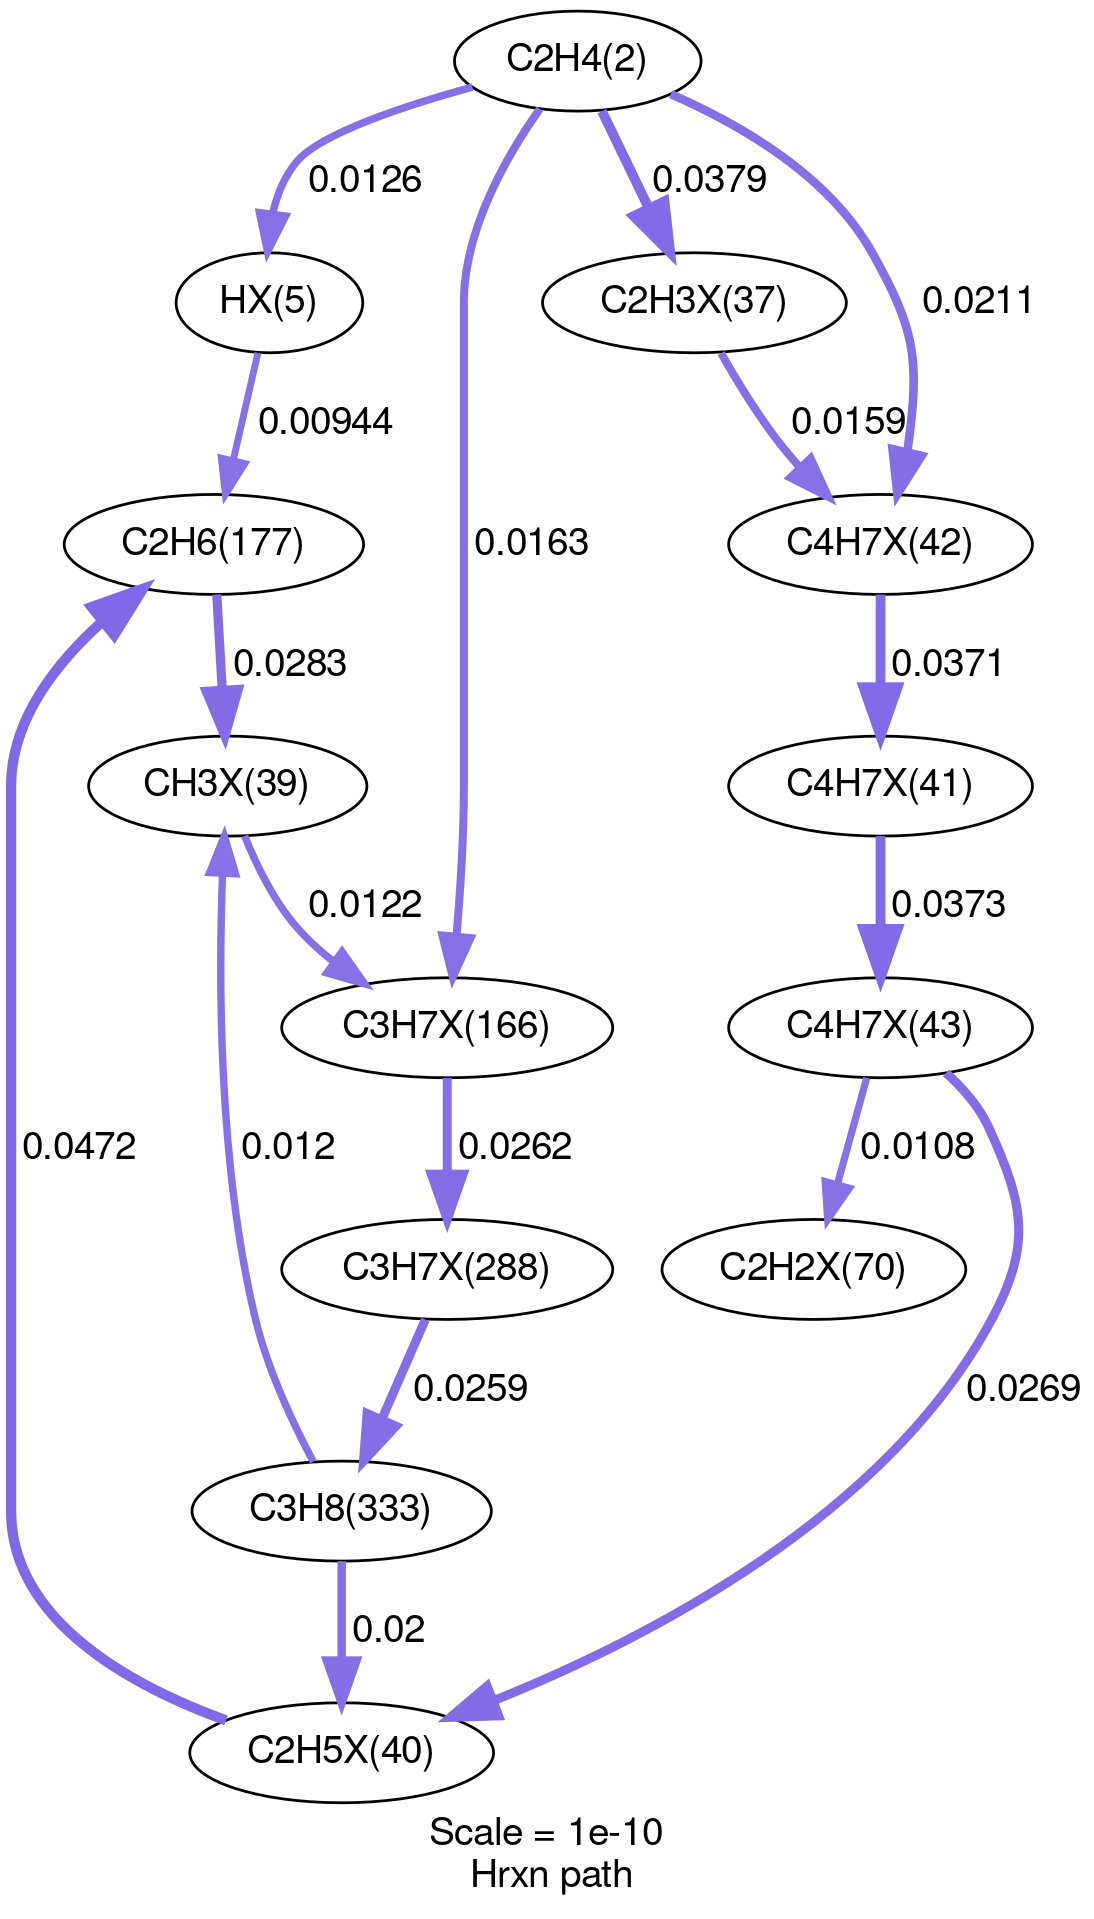 C2H4(2)
0.0126
0.0379
HX(5)
C2H3X(37)
0.0211
0.00944
0.0159
C2H6(177)
0.0163
C4H7X(42)
0.0283
0.0371
CH3X(39)
C4H7X(41)
0.0122
0.0373
C3H7X(166)
C4H7X(43)
0.0472
0.012
0.0262
0.0108
C3H7X(288)
C2H2X(70)
0.0259
0.0269
C3H8(333)
0.02
C2H5X(40)
Scale = 1e-10
Hrxn path